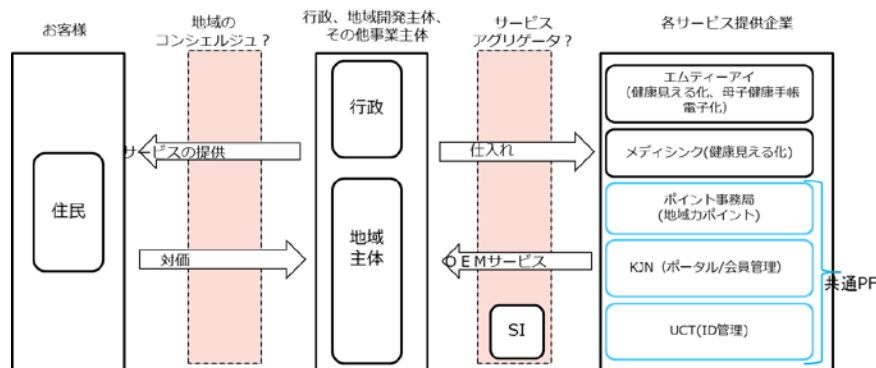 お客様
地域の
コンシェルジュ？
行政、地域開発主体、
その他事業主体
サービス
アグリゲータ？
各サービス提供企業
行政
エムティーアイ
（健康見える化、母子健康手帳
電子化）
サービスの提供
仕入れ
メディシンク(健康見える化)
住民
ポイント事務局
(地域力ポイント)
対価
地域
主体
ＯＥＭサービス
KJN（ポータル/会員管理）
共通PF
SI
UCT(ID管理)